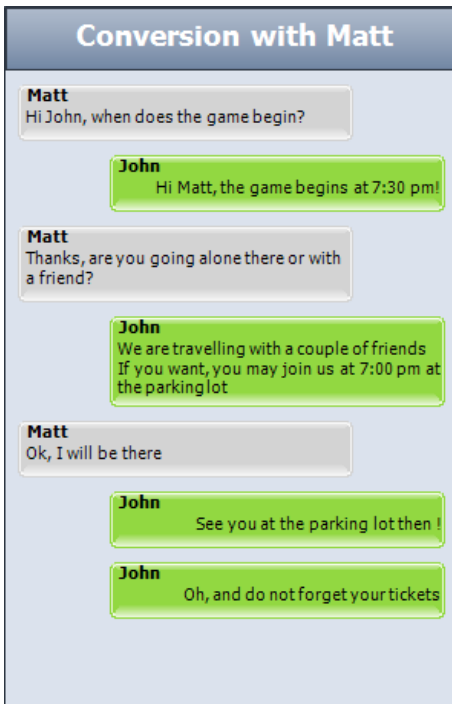 Conversion with Matt
Matt
Hi John, when does the game begin?
John
Hi Matt, the game begins at 7:30 pm!
Matt
Thanks, are you going alone there or with
a friend?
John
We are travelling with a couple of friends
If you want, you may join us at 7:00 pm at
the parking lot
Matt
Ok, I will be there
John
See you at the parking lot then !
John
Oh, and do not forget your tickets